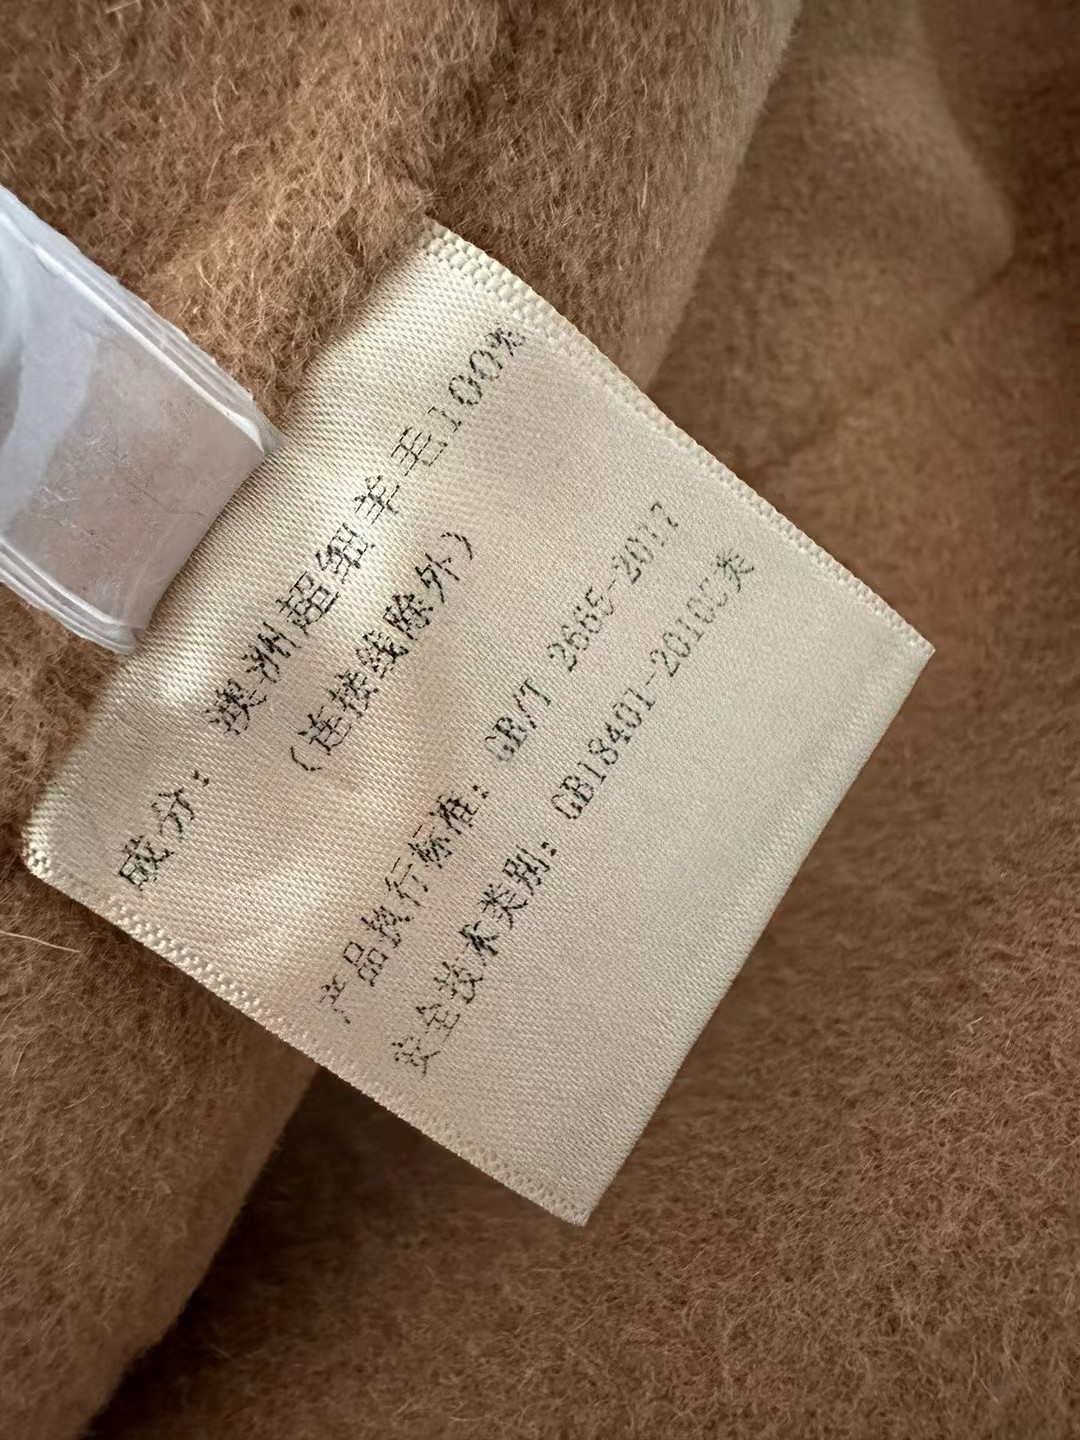 成分： 澳洲超细羊毛100%
（连接线除外）
产品执行标准： GB/T 2665-2017
安全技术类别： GB18401-2010C类